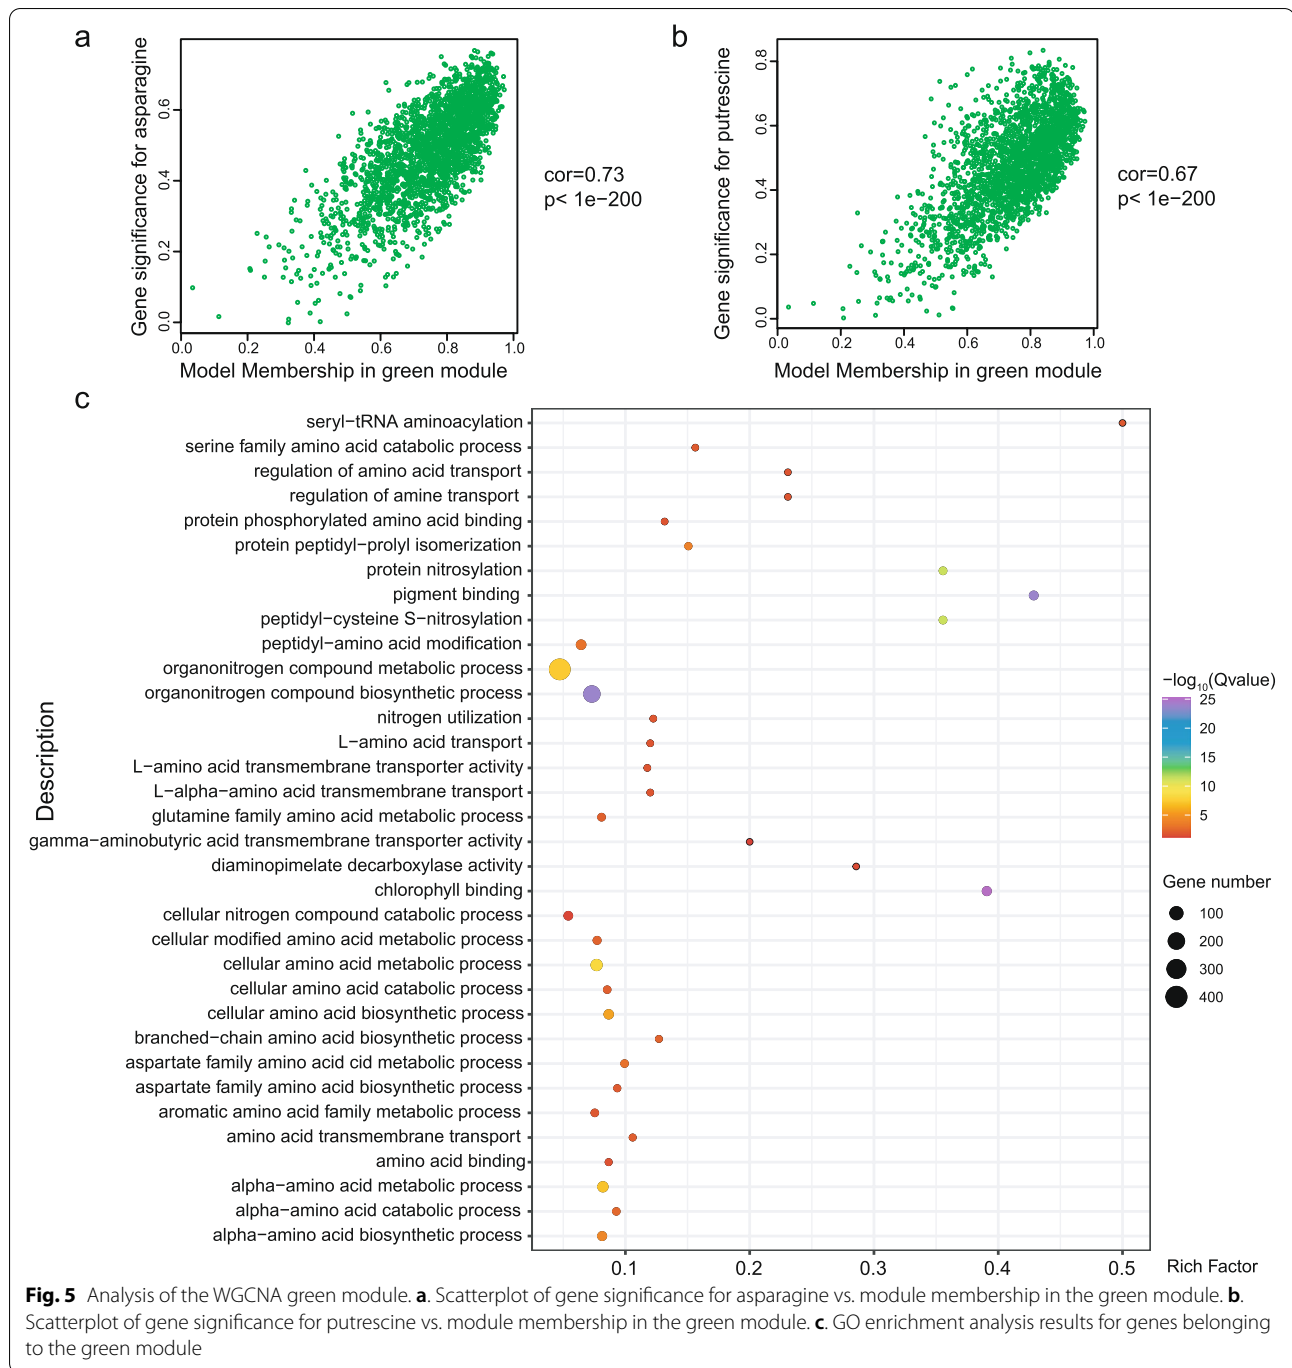 a
b
Gene significance for asparagine
0.0 0.2 0.4 0.6
0.0 0.2 0.4 0.6 0.8 1.0
Model Membership in green module
cor=0.73
p< 1e−200
Gene significance for putrescine
0.0 0.2 0.4 0.6 0.8
0.0 0.2 0.4 0.6 0.8 1.0
Model Membership in green module
cor=0.67
p< 1e−200
c
Description
seryl−tRNA aminoacylation
serine family amino acid catabolic process
regulation of amino acid transport
regulation of amine transport
protein phosphorylated amino acid binding
protein peptidyl−prolyl isomerization
protein nitrosylation
pigment binding
peptidyl−cysteine S−nitrosylation
peptidyl−amino acid modification
organonitrogen compound metabolic process
organonitrogen compound biosynthetic process
nitrogen utilization
L−amino acid transport
L−amino acid transmembrane transporter activity
L−alpha−amino acid transmembrane transport
glutamine family amino acid metabolic process
gamma−aminobutyric acid transmembrane transporter activity
diaminopimelate decarboxylase activity
chlorophyll binding
cellular nitrogen compound catabolic process
cellular modified amino acid metabolic process
cellular amino acid metabolic process
cellular amino acid catabolic process
cellular amino acid biosynthetic process
branched−chain amino acid biosynthetic process
aspartate family amino acid cid metabolic process
aspartate family amino acid biosynthetic process
aromatic amino acid family metabolic process
amino acid transmembrane transport
amino acid binding
alpha−amino acid metabolic process
alpha−amino acid catabolic process
alpha−amino acid biosynthetic process
0.1 0.2 0.3 0.4 0.5 Rich Factor
−log10(Qvalue)
25
20
15
10
5
Gene number
100
200
300
400
Fig. 5 Analysis of the WGCNA green module. a. Scatterplot of gene significance for asparagine vs. module membership in the green module. b.
Scatterplot of gene significance for putrescine vs. module membership in the green module. c. GO enrichment analysis results for genes belonging
to the green module